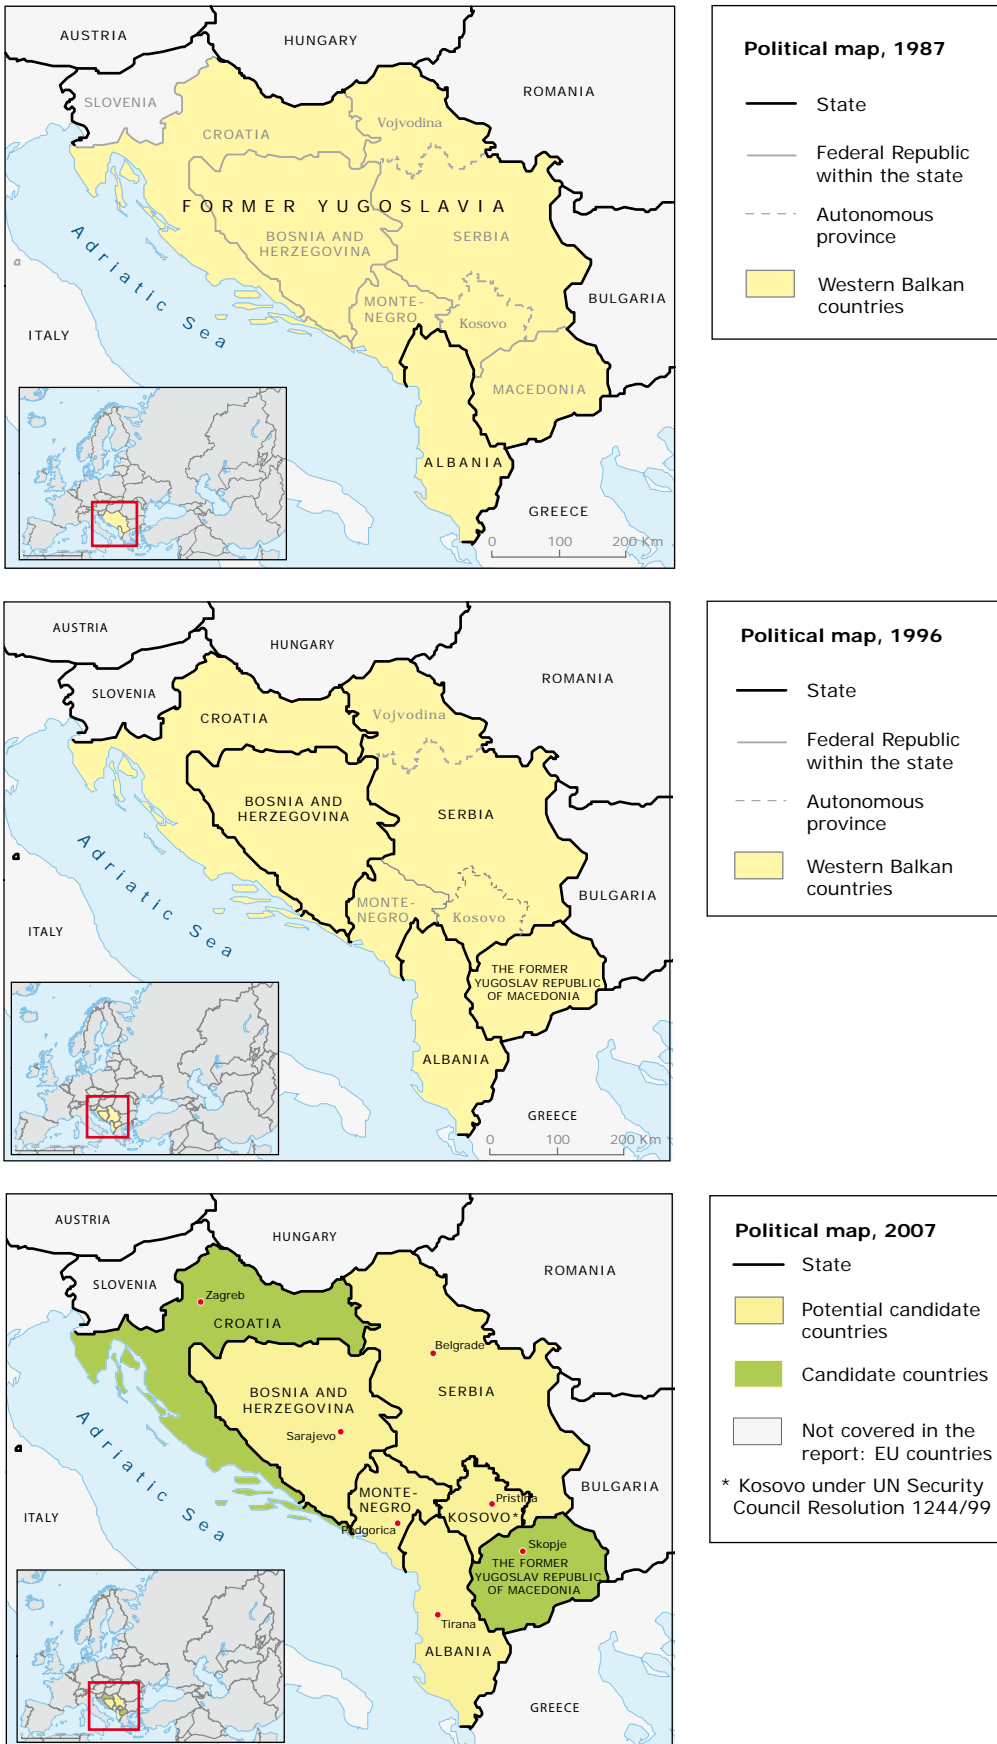 AUSTRIA
HUNGARY
ROMANIA
SLOVENIA
CROATIA
Vojvodina
FORMER YUGOSLAVIA
BOSNIA AND
HERZEGOVINA
SERBIA
Adriatic Sea
MONTE-
NEGRO
Kosovo
BULGARIA
ITALY
MACEDONIA
ALBANIA
GREECE
0 100 200 Km
Political map, 1987
State
Federal Republic
within the state
Autonomous
province
Western Balkan
countries
AUSTRIA
HUNGARY
ROMANIA
SLOVENIA
CROATIA
Vojvodina
BOSNIA AND
HERZEGOVINA
SERBIA
Adriatic Sea
MONTE-
NEGRO
Kosovo
BULGARIA
ITALY
THE FORMER
YUGOSLAV REPUBLIC
OF MACEDONIA
ALBANIA
GREECE
0 100 200 Km
Political map, 1996
State
Federal Republic
within the state
Autonomous
province
Western Balkan
countries
AUSTRIA
HUNGARY
ROMANIA
SLOVENIA
Zagreb
CROATIA
Belgrade
BOSNIA AND
HERZEGOVINA
SERBIA
Sarajevo
Adriatic Sea
MONTE-
NEGRO
Pristina
KOSOVO*
Podgorica
BULGARIA
ITALY
Skopje
THE FORMER
YUGOSLAV REPUBLIC
OF MACEDONIA
Tirana
ALBANIA
GREECE
Political map, 2007
State
Potential candidate
countries
Candidate countries
Not covered in the
report: EU countries
* Kosovo under UN Security
Council Resolution 1244/99